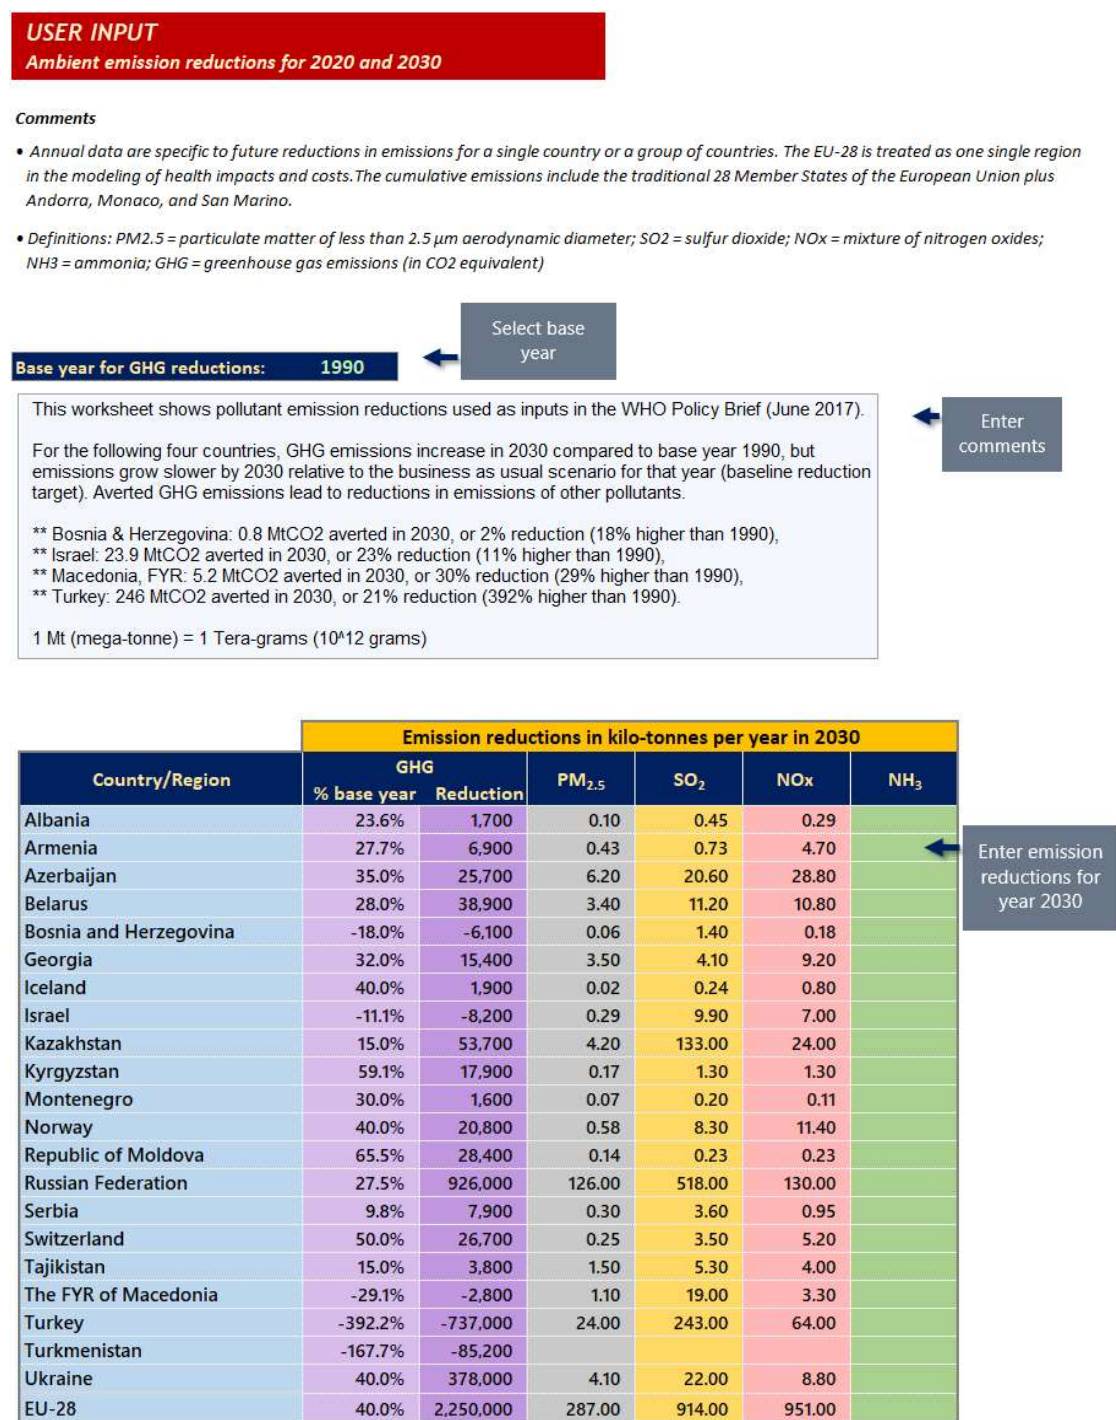 USER INPUT
Ambient emission reductions for 2020 and 2030
Comments
• Annual data are specific to future reductions in emissions for a single country or a group of countries. The EU-28 is treated as one single region
in the modeling of health impacts and costs.The cumulative emissions include the traditional 28 Member States of the European Union plus
Andorra, Monaco, and San Marino.
• Definitions: PM2.5 = particulate matter of less than 2.5 µm aerodynamic diameter; SO2 = sulfur dioxide; NOx = mixture of nitrogen oxides;
NH3 = ammonia; GHG = greenhouse gas emissions (in CO2 equivalent)
Select base
year
Base year for GHG reductions: 1990
This worksheet shows pollutant emission reductions used as inputs in the WHO Policy Brief (June 2017).
Enter
comments
For the following four countries, GHG emissions increase in 2030 compared to base year 1990, but
emissions grow slower by 2030 relative to the business as usual scenario for that year (baseline reduction
target). Averted GHG emissions lead to reductions in emissions of other pollutants.
** Bosnia & Herzegovina: 0.8 MtCO2 averted in 2030, or 2% reduction (18% higher than 1990),
** Israel: 23.9 MtCO2 averted in 2030, or 23% reduction (11% higher than 1990),
** Macedonia, FYR: 5.2 MtCO2 averted in 2030, or 30% reduction (29% higher than 1990),
** Turkey: 246 MtCO2 averted in 2030, or 21% reduction (392% higher than 1990).
1 Mt (mega-tonne) = 1 Tera-grams (10^12 grams)
Emission reductions in kilo-tonnes per year in 2030
Country/Region GHG PM2.5 SO2 NOx NH3
% base year Reduction
Albania 23.6% 1,700 0.10 0.45 0.29
Armenia 27.7% 6,900 0.43 0.73 4.70
Enter emission
reductions for
year 2030
Azerbaijan 35.0% 25,700 6.20 20.60 28.80
Belarus 28.0% 38,900 3.40 11.20 10.80
Bosnia and Herzegovina -18.0% -6,100 0.06 1.40 0.18
Georgia 32.0% 15,400 3.50 4.10 9.20
Iceland 40.0% 1,900 0.02 0.24 0.80
Israel -11.1% -8,200 0.29 9.90 7.00
Kazakhstan 15.0% 53,700 4.20 133.00 24.00
Kyrgyzstan 59.1% 17,900 0.17 1.30 1.30
Montenegro 30.0% 1,600 0.07 0.20 0.11
Norway 40.0% 20,800 0.58 8.30 11.40
Republic of Moldova 65.5% 28,400 0.14 0.23 0.23
Russian Federation 27.5% 926,000 126.00 518.00 130.00
Serbia 9.8% 7,900 0.30 3.60 0.95
Switzerland 50.0% 26,700 0.25 3.50 5.20
Tajikistan 15.0% 3,800 1.50 5.30 4.00
The FYR of Macedonia -29.1% -2,800 1.10 19.00 3.30
Turkey -392.2% -737,000 24.00 243.00 64.00
Turkmenistan -167.7% -85,200
Ukraine 40.0% 378,000 4.10 22.00 8.80
EU-28 40.0% 2,250,000 287.00 914.00 951.00